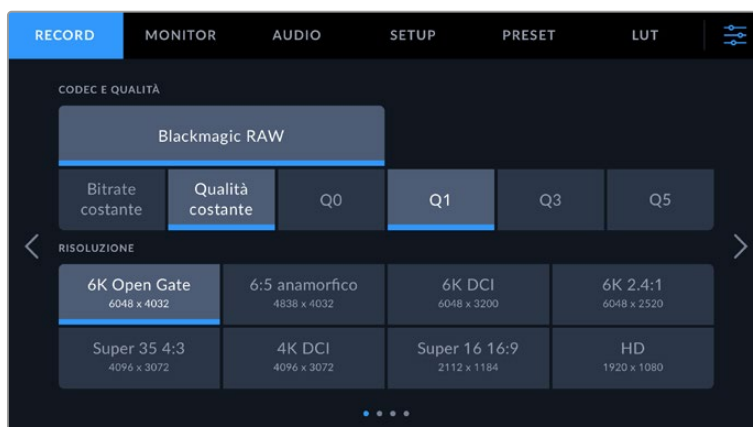 RECORD MONITOR AUDIO SETUP PRESET LUT
CODEC E QUALITÀ
Blackmagic RAW
Bitrate costante Qualità costante Q0 Q1 Q3 Q5
RISOLUZIONE
6K Open Gate 6:5 anamorfico 6K DCI 6K 2.4:1
6048 x 4032 4838 x 4032 6048 x 3200 6048 x 2520
Super 35 4:3 4K DCI Super 16 16:9 HD
4096 x 3072 4096 x 3072 2112 x 1184 1920 x 1080